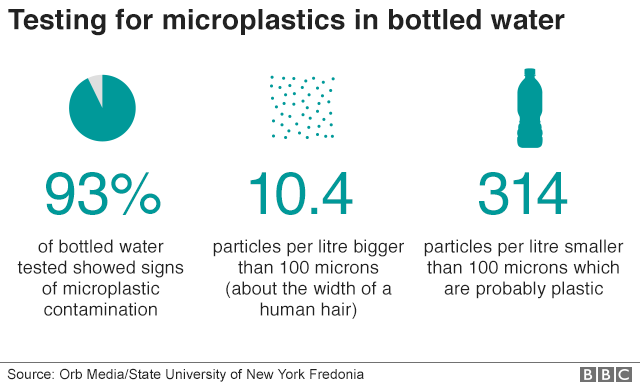 Testing for microplastics in bottled water
93%
of bottled water
tested showed signs
of microplastic
contamination
10.4
particles per litre bigger
than 100 microns
(about the width of a
human hair)
314
particles per litre smaller
than 100 microns which
are probably plastic
Source: Orb Media/State University of New York Fredonia
BBC